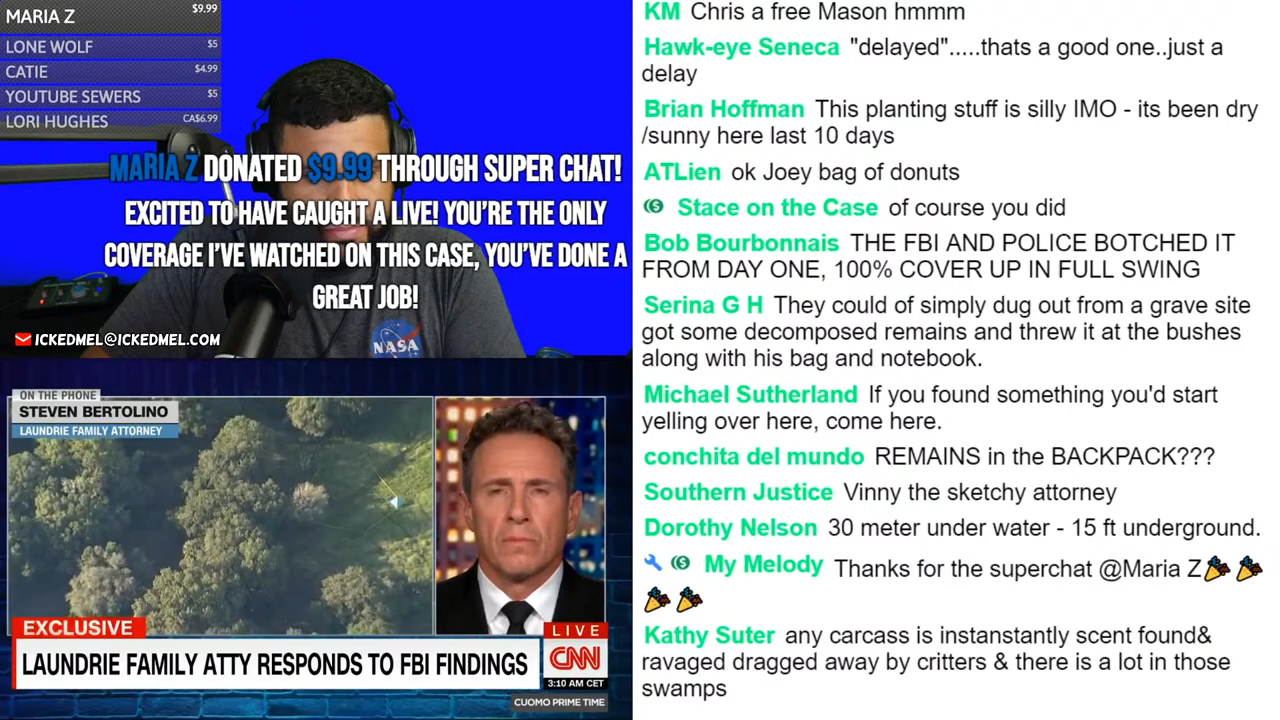 MARIA Z $9.99
LONE WOLF $5
CATIE $4.99
YOUTUBE SEWERS $5
LORI HUGHES CA$6.99
MARIA Z DONATED $9.99 THROUGH SUPER CHAT!
EXCITED TO HAVE CAUGHT A LIVE! YOU'RE THE ONLY
COVERAGE I'VE WATCHED ON THIS CASE, YOU'VE DONE A
GREAT JOB!
ICKEDMEL@ICKEDMEL.COM
NASA
ON THE PHONE
STEVEN BERTOLINO
LAUNDRIE FAMILY ATTORNEY
EXCLUSIVE
LAUNDRIE FAMILY ATTY RESPONDS TO FBI FINDINGS
LIVE
CNN
3:10 AM CET
CUOMO PRIME TIME
KM Chris a free Mason hmmm
Hawk-eye Seneca "delayed".....thats a good one..just a
delay
Brian Hoffman This planting stuff is silly IMO - its been dry
/sunny here last 10 days
ATLien ok Joey bag of donuts
Stace on the Case of course you did
Bob Bourbonnais THE FBI AND POLICE BOTCHED IT
FROM DAY ONE, 100% COVER UP IN FULL SWING
Serina G H They could of simply dug out from a grave site
got some decomposed remains and threw it at the bushes
along with his bag and notebook.
Michael Sutherland If you found something you'd start
yelling over here, come here.
conchita del mundo REMAINS in the BACKPACK???
Southern Justice Vinny the sketchy attorney
Dorothy Nelson 30 meter under water - 15 ft underground.
My Melody Thanks for the superchat @Maria Z🎉🎉
🎉🎉
Kathy Suter any carcass is instanstantly scent found&
ravaged dragged away by critters & there is a lot in those
swamps